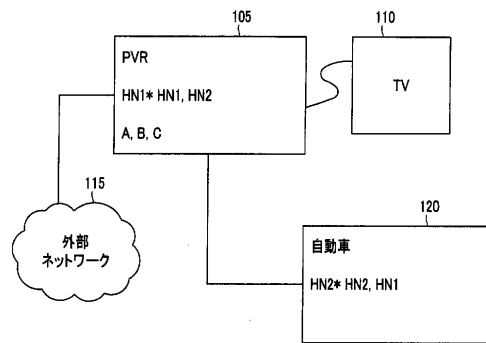 105
PVR
HN1* HN1, HN2
A, B, C
110
TV
115
外部
ネットワーク
120
自動車
HN2* HN2, HN1